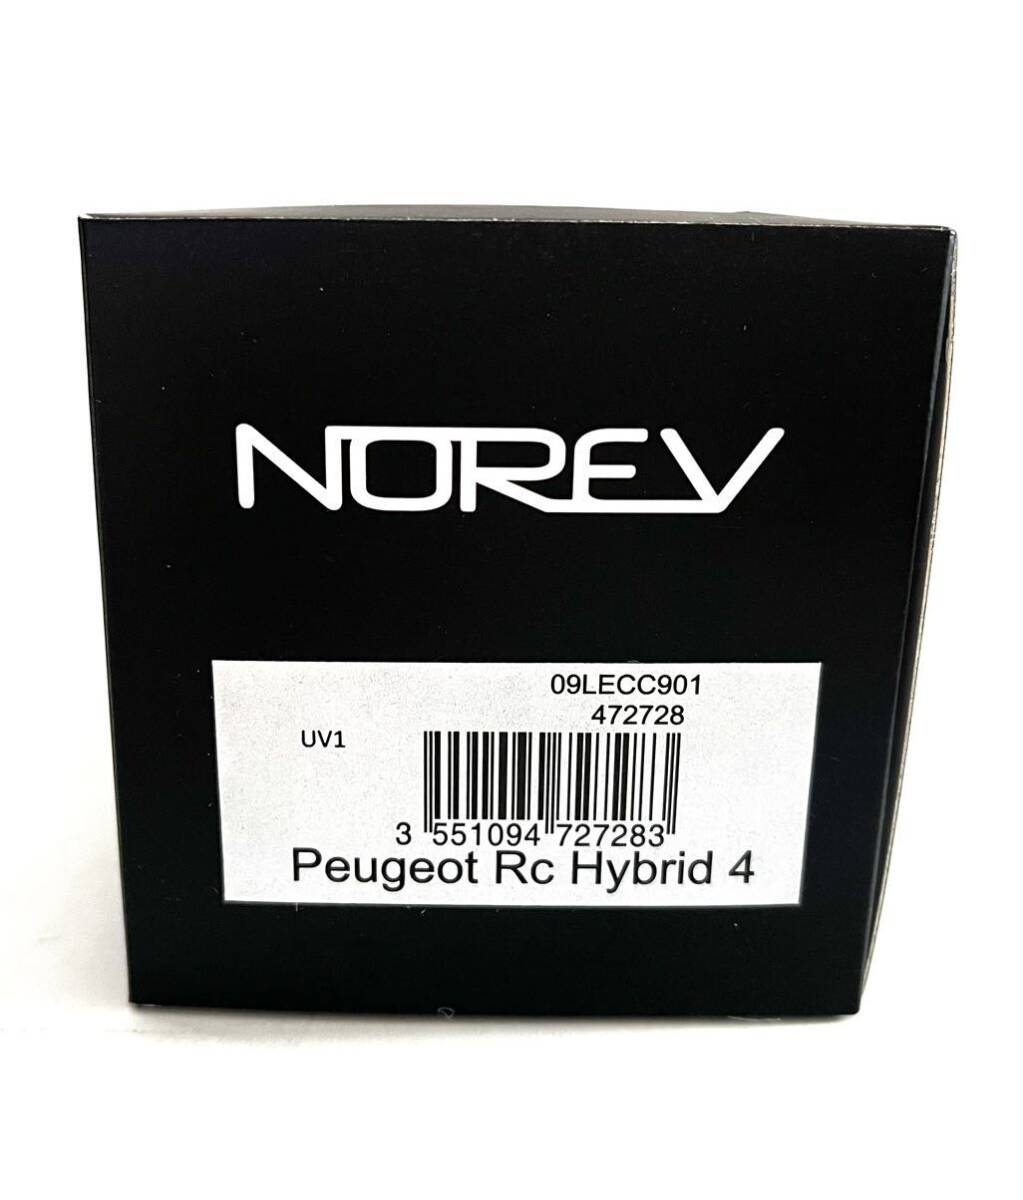 NOREV
09LECC901
472728
UV1
3 551094 727283
Peugeot Rc Hybrid 4